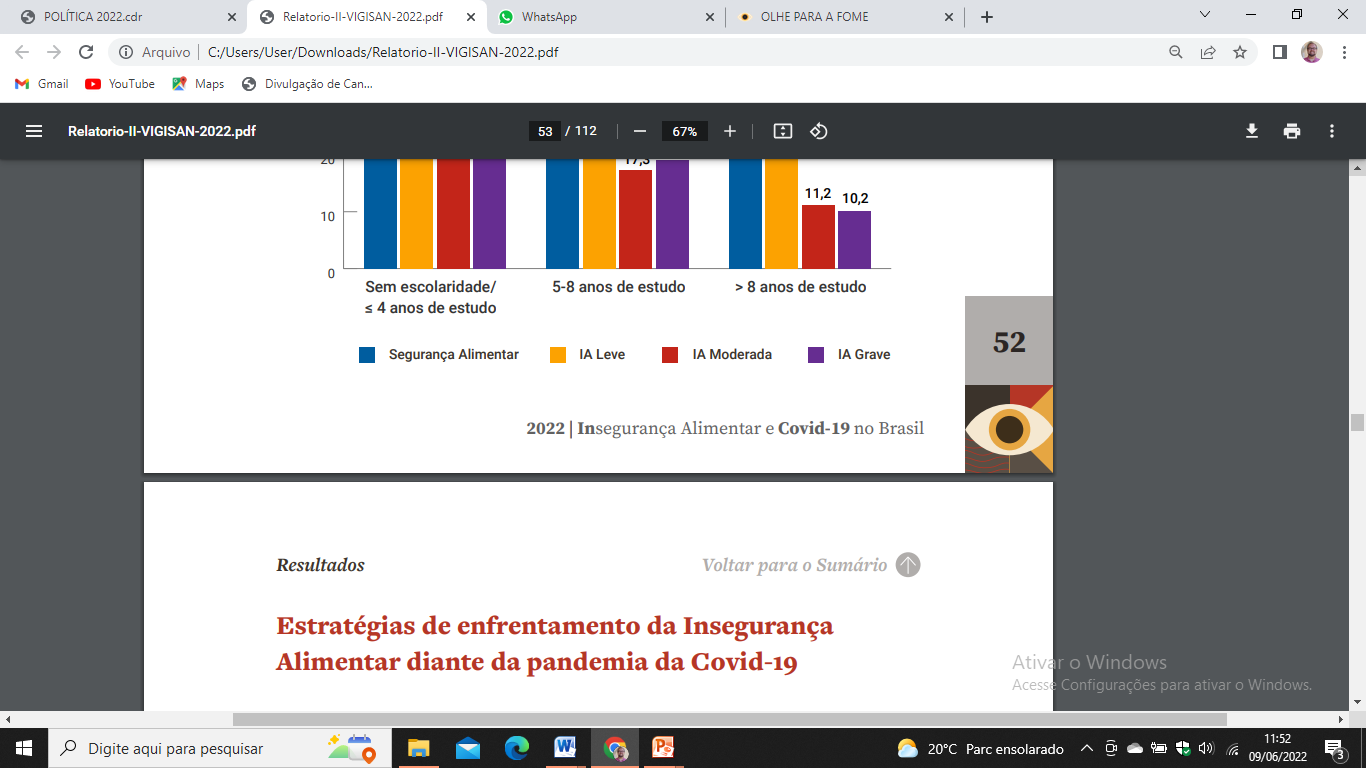 POLÍTICA 2022.cdr
Relatorio-II-VIGISAN-2022.pdf
WhatsApp
OLHE PARA A FOME
Arquivo
C:/Users/User/Downloads/Relatorio-II-VIGISAN-2022.pdf
Gmail
YouTube
Maps
Divulgação de Can...
Relatorio-II-VIGISAN-2022.pdf
53 / 112
67%
20
17,3
11,2
10,2
10
0
Sem escolaridade/
≤ 4 anos de estudo
5-8 anos de estudo
> 8 anos de estudo
Segurança Alimentar
IA Leve
IA Moderada
IA Grave
52
2022 | Insegurança Alimentar e Covid-19 no Brasil
Resultados
Voltar para o Sumário
Estratégias de enfrentamento da Insegurança
Alimentar diante da pandemia da Covid-19
Ativar o Windows
Acesse Configurações para ativar o Windows.
Digite aqui para pesquisar
20°C Parc ensolarado
11:52
09/06/2022
3